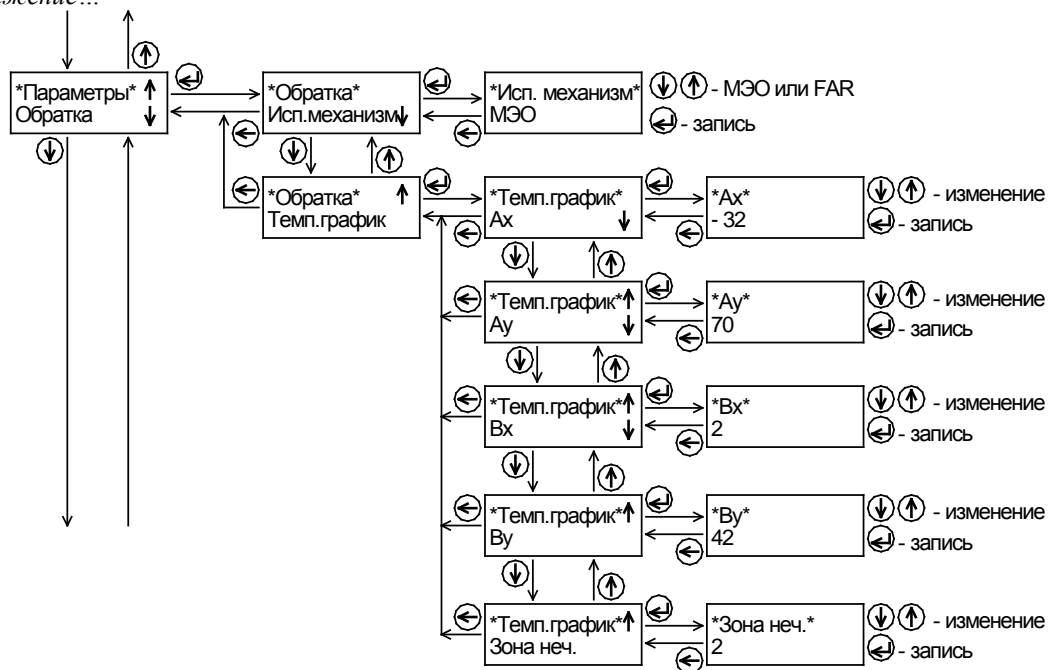 *Параметры*
Обратка
*Обратка*
Исп.механизм
*Исп. механизм*
МЭО
- МЭО или FAR
- запись
*Обратка*
Темп.график
*Темп.график*
Ax
*Ax*
- 32
- изменение
- запись
*Темп.график*
Ay
*Ay*
70
- изменение
- запись
*Темп.график*
Bx
*Bx*
2
- изменение
- запись
*Темп.график*
By
*By*
42
- изменение
- запись
*Темп.график*
Зона неч.
*Зона неч.*
2
- изменение
- запись